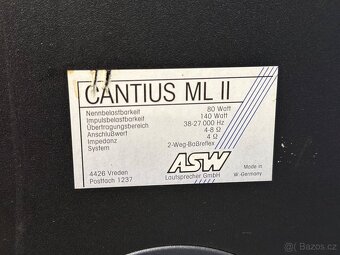 CANTIUS ML II
Nennbelastbarkeit 80 Watt
Impulsbelastbarkeit 140 Watt
Übertragungsbereich 38-27 000 Hz
Anschlußwert 4-8 Ω
Impedanz 4 Ω
System 2-Weg-Baßreflex
ASW
4426 Vreden
Postfach 1237
Lautsprecher GmbH
Made in
W.-Germany
Bazoš.cz